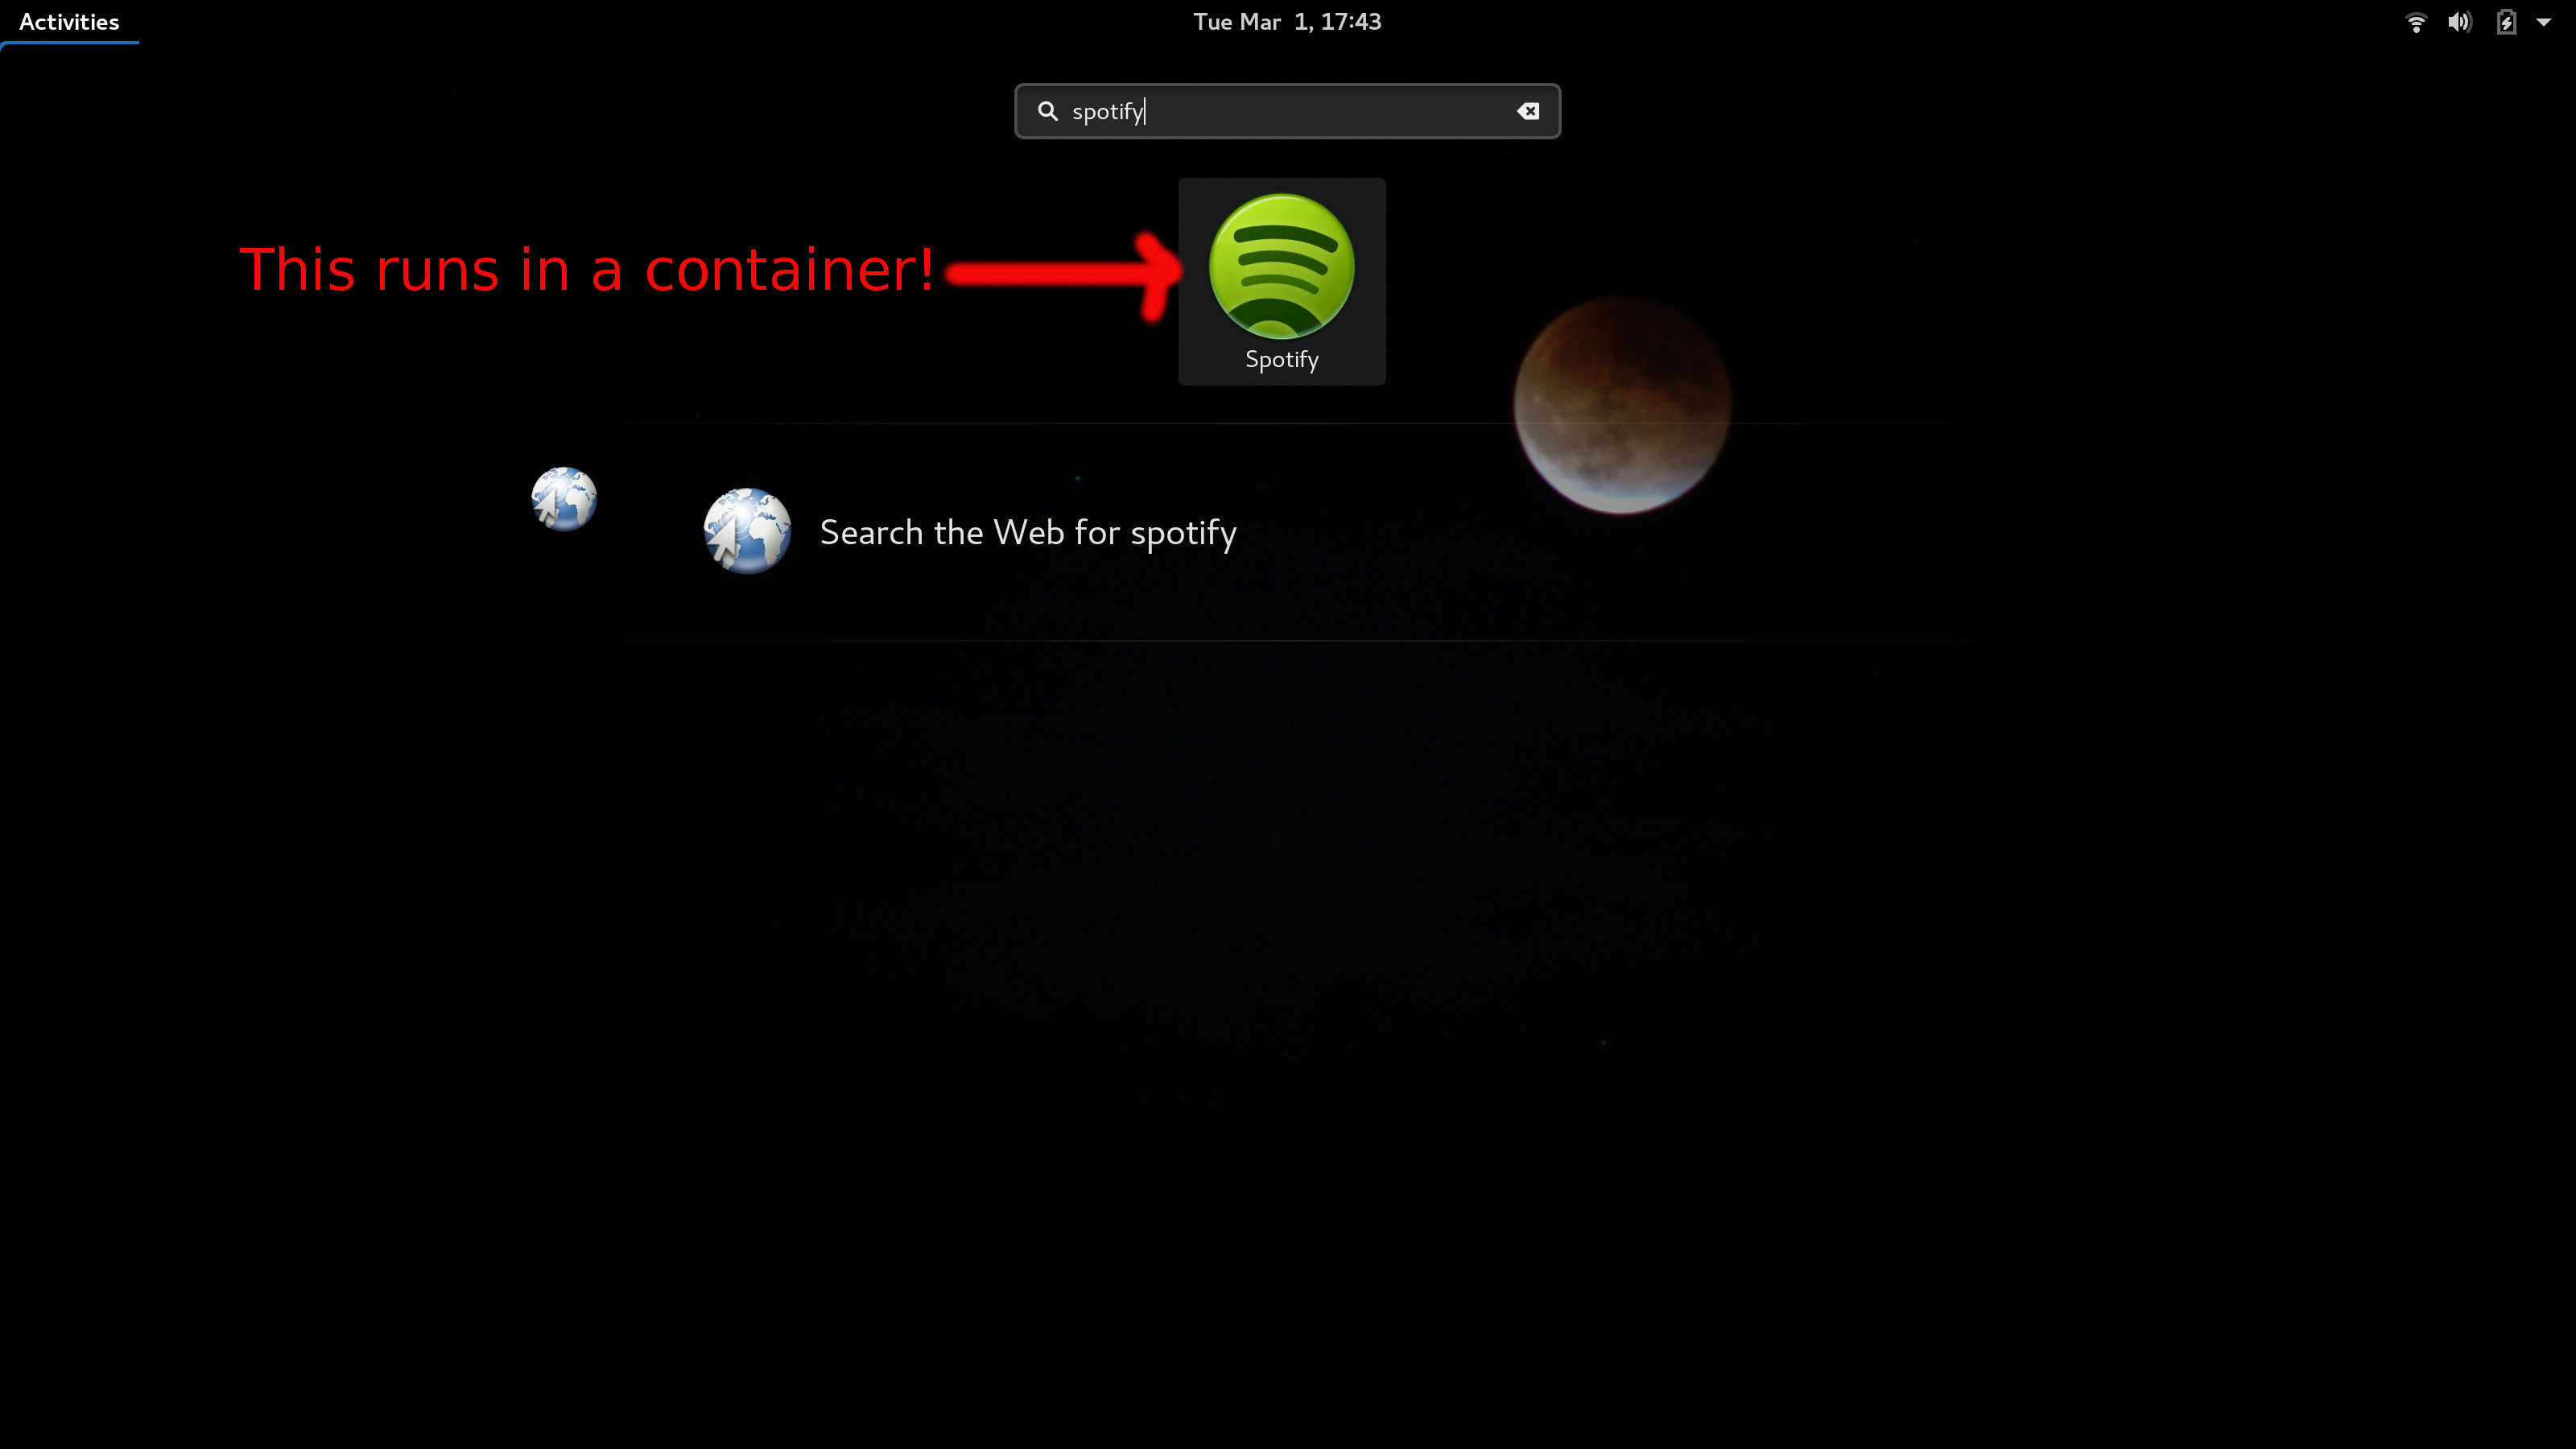 Activities
Tue Mar 1, 17:43
spotify
This runs in a container!
Spotify
Search the Web for spotify